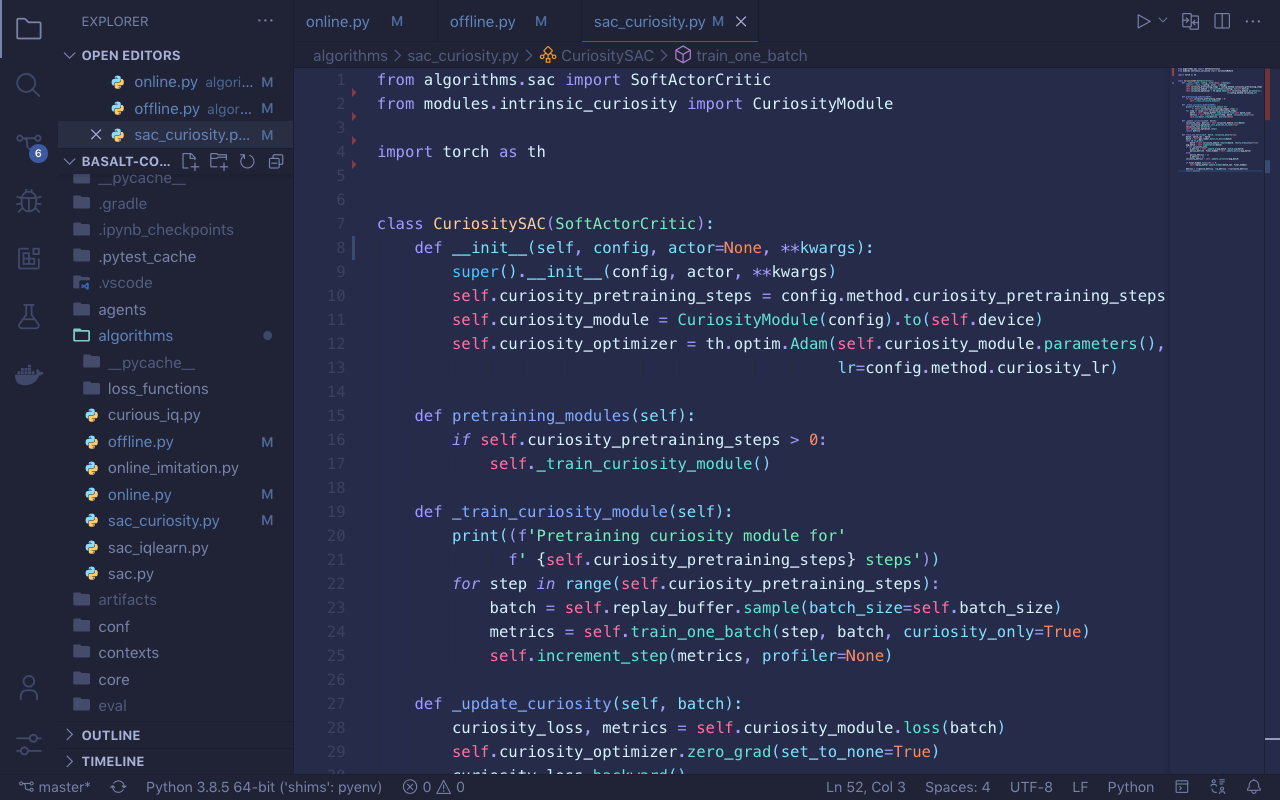 EXPLORER
OPEN EDITORS
online.py algori... M
offline.py algor... M
sac_curiosity.p... M
6
BASALT-CO...
__pycache__
.gradle
.ipynb_checkpoints
.pytest_cache
.vscode
agents
algorithms
__pycache__
loss_functions
curious_iq.py
offline.py M
online_imitation.py
online.py M
sac_curiosity.py M
sac_iqlearn.py
sac.py
artifacts
conf
contexts
core
eval
OUTLINE
TIMELINE
online.py M offline.py M sac_curiosity.py M
algorithms > sac_curiosity.py > CuriositySAC > train_one_batch
1 from algorithms.sac import SoftActorCritic
2 from modules.intrinsic_curiosity import CuriosityModule
3
4 import torch as th
5
6
7 class CuriositySAC(SoftActorCritic):
8 def __init__(self, config, actor=None, **kwargs):
9 super().__init__(config, actor, **kwargs)
10 self.curiosity_pretraining_steps = config.method.curiosity_pretraining_steps
11 self.curiosity_module = CuriosityModule(config).to(self.device)
12 self.curiosity_optimizer = th.optim.Adam(self.curiosity_module.parameters(),
13 lr=config.method.curiosity_lr)
14
15 def pretraining_modules(self):
16 if self.curiosity_pretraining_steps > 0:
17 self._train_curiosity_module()
18
19 def _train_curiosity_module(self):
20 print((f'Pretraining curiosity module for'
21 f' {self.curiosity_pretraining_steps} steps'))
22 for step in range(self.curiosity_pretraining_steps):
23 batch = self.replay_buffer.sample(batch_size=self.batch_size)
24 metrics = self.train_one_batch(step, batch, curiosity_only=True)
25 self.increment_step(metrics, profiler=None)
26
27 def _update_curiosity(self, batch):
28 curiosity_loss, metrics = self.curiosity_module.loss(batch)
29 self.curiosity_optimizer.zero_grad(set_to_none=True)
30 curiosity_loss.backward()
master* Python 3.8.5 64-bit ('shims': pyenv) 0 0 Ln 52, Col 3 Spaces: 4 UTF-8 LF Python